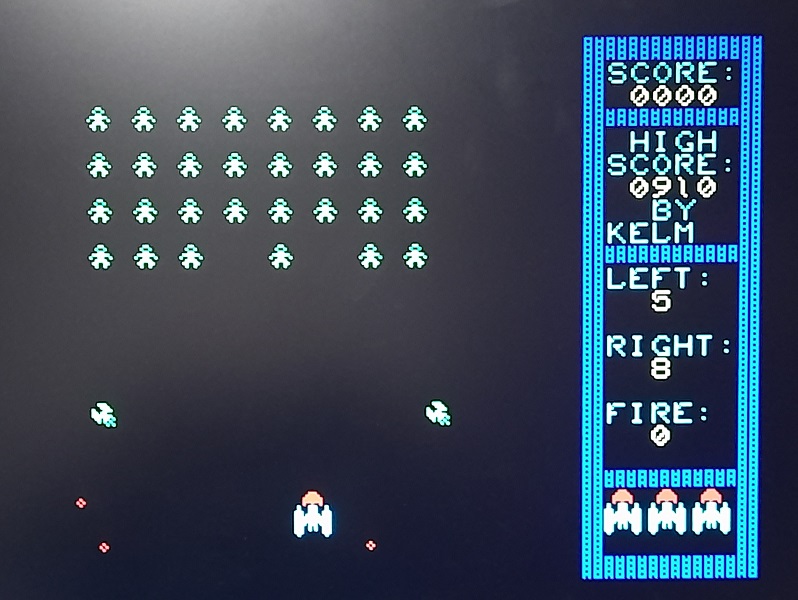 SCORE:
0000
HIGH
SCORE:
0910
BY
KELM
LEFT:
5
RIGHT:
8
FIRE:
0